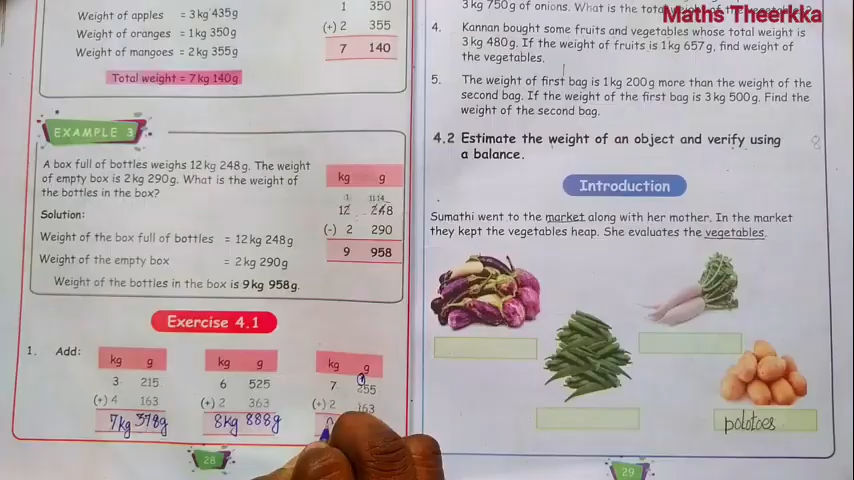 Weight of apples = 3 kg 435 g
Weight of oranges = 1 kg 350 g
Weight of mangoes = 2 kg 355 g
Total weight = 7 kg 140 g
1 350
(+) 2 355
7 140
EXAMPLE 3
A box full of bottles weighs 12 kg 248 g. The weight
of empty box is 2 kg 290 g. What is the weight of
the bottles in the box?
Solution:
Weight of the box full of bottles = 12 kg 248 g
Weight of the empty box = 2 kg 290 g
Weight of the bottles in the box is 9 kg 958 g.
kg g
1 11 14
12 248
(-) 2 290
9 958
Exercise 4.1
1. Add:
kg g
3 215
(+) 4 163
7kg 378g
kg g
6 525
(+) 2 363
8kg 888g
kg g
1
7 255
(+) 2 163
28
3 kg 750 g of onions. What is the total weight of the vegetables?
Maths Theerkka
4. Kannan bought some fruits and vegetables whose total weight is
3 kg 480 g. If the weight of fruits is 1 kg 657 g, find weight of
the vegetables.
5. The weight of first bag is 1 kg 200 g more than the weight of the
second bag. If the weight of the first bag is 3 kg 500 g. Find the
weight of the second bag.
4.2 Estimate the weight of an object and verify using
a balance.
Introduction
Sumathi went to the market along with her mother. In the market
they kept the vegetables heap. She evaluates the vegetables.
polotoes
29